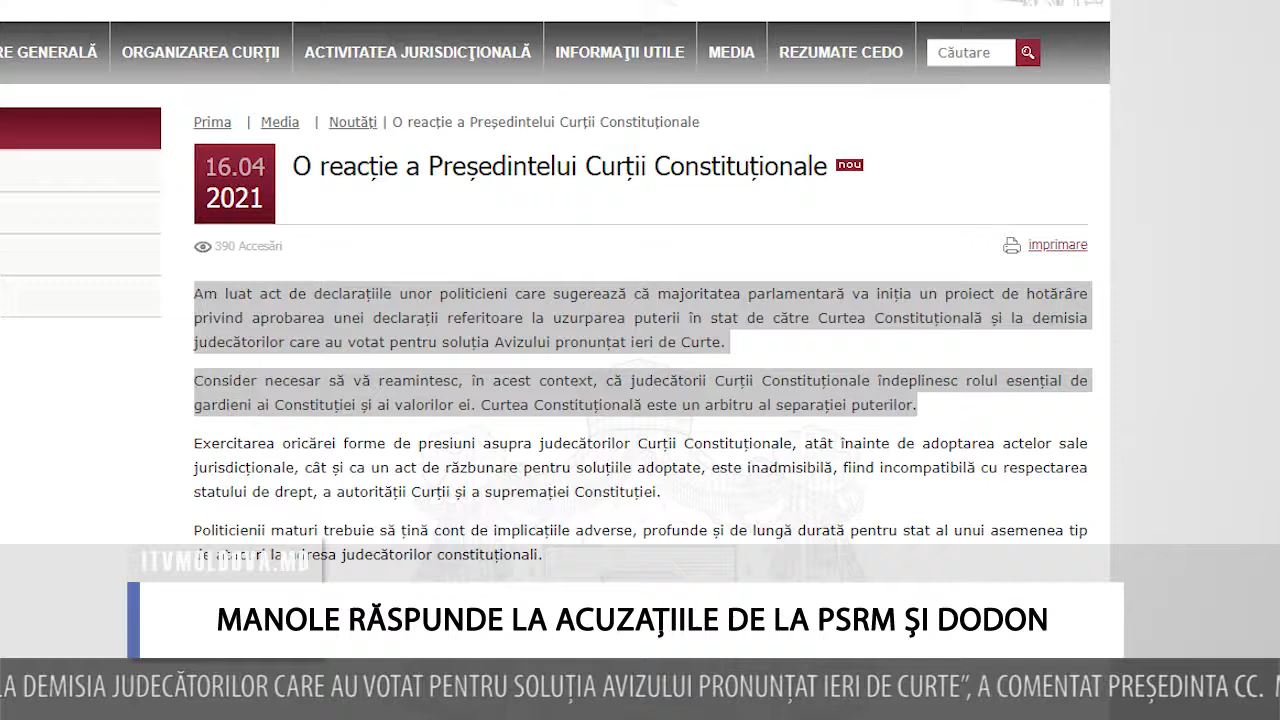 RE GENERALĂ ORGANIZAREA CURȚII ACTIVITATEA JURISDICȚIONALĂ INFORMAŢII UTILE MEDIA REZUMATE CEDO Căutare
Prima | Media | Noutăți | O reacție a Președintelui Curții Constituționale
16.04
2021
O reacție a Președintelui Curții Constituționale nou
390 Accesări
imprimare
Am luat act de declarațiile unor politicieni care sugerează că majoritatea parlamentară va iniția un proiect de hotărâre
privind aprobarea unei declarații referitoare la uzurparea puterii în stat de către Curtea Constituțională și la demisia
judecătorilor care au votat pentru soluția Avizului pronunțat ieri de Curte.
Consider necesar să vă reamintesc, în acest context, că judecătorii Curții Constituționale îndeplinesc rolul esențial de
gardieni ai Constituției și ai valorilor ei. Curtea Constituțională este un arbitru al separației puterilor.
Exercitarea oricărei forme de presiuni asupra judecătorilor Curții Constituționale, atât înainte de adoptarea actelor sale
jurisdicționale, cât și ca un act de răzbunare pentru soluțiile adoptate, este inadmisibilă, fiind incompatibilă cu respectarea
statului de drept, a autorității Curții și a supremației Constituției.
Politicienii maturi trebuie să țină cont de implicațiile adverse, profunde și de lungă durată pentru stat al unui asemenea tip
judecătorilor constituționali.
ITVMOLDOVA.MD
MANOLE RĂSPUNDE LA ACUZAŢIILE DE LA PSRM ŞI DODON
LA DEMISIA JUDECĂTORILOR CARE AU VOTAT PENTRU SOLUȚIA AVIZULUI PRONUNȚAT IERI DE CURTE”, A COMENTAT PREȘEDINTA CC.